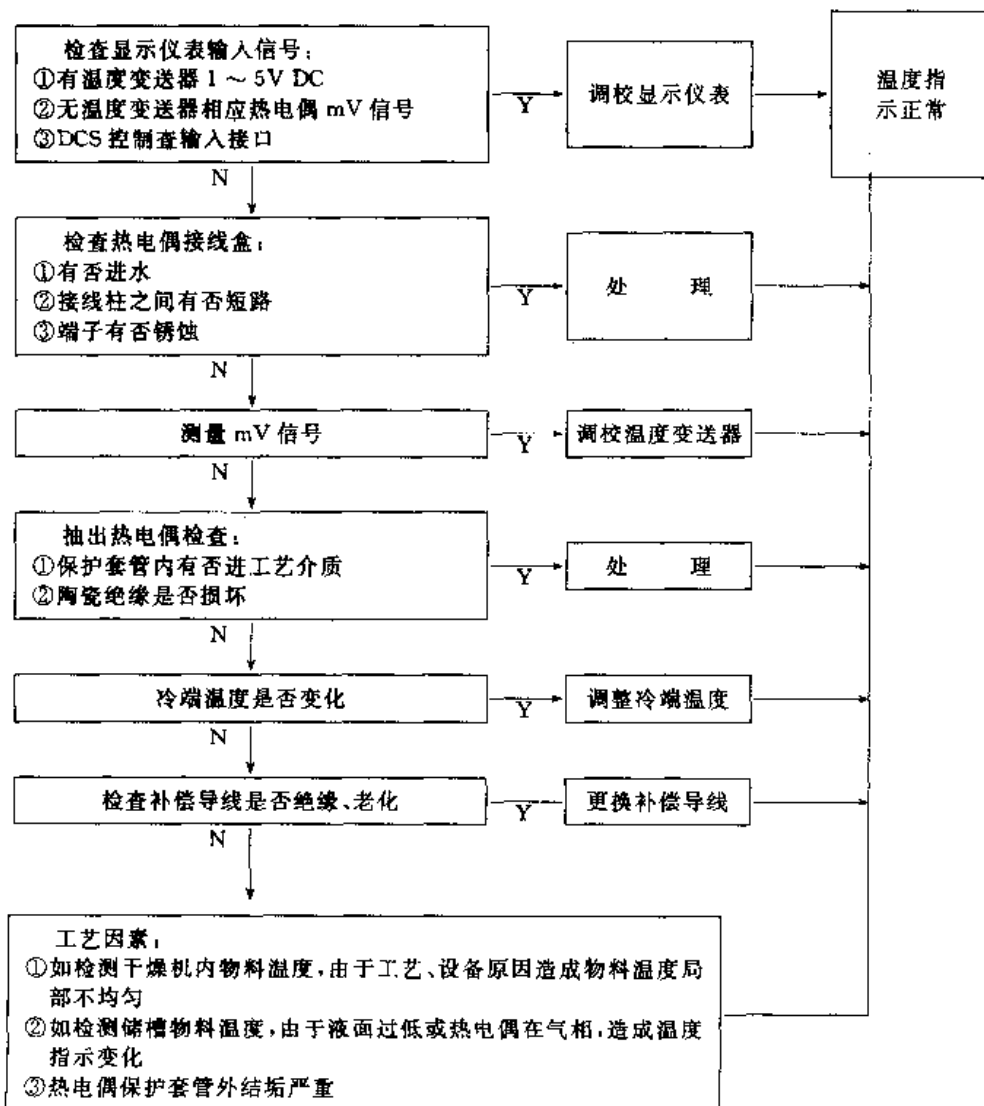 检查显示仪表输入信号:
①有温度变送器 1 ~ 5V DC
②无温度变送器相应热电偶 mV 信号
③DCS 控制查输入接口
Y
调校显示仪表
温度指
示正常
N
检查热电偶接线盒:
①有否进水
②接线柱之间有否短路
③端子有否锈蚀
Y
处 理
N
测量 mV 信号
Y
调校温度变送器
N
抽出热电偶检查:
①保护套管内有否进工艺介质
②陶瓷绝缘是否损坏
Y
处 理
N
冷端温度是否变化
Y
调整冷端温度
N
检查补偿导线是否绝缘、老化
Y
更换补偿导线
N
工艺因素:
①如检测干燥机内物料温度,由于工艺、设备原因造成物料温度局
部不均匀
②如检测储槽物料温度,由于液面过低或热电偶在气相,造成温度
指示变化
③热电偶保护套管外结垢严重